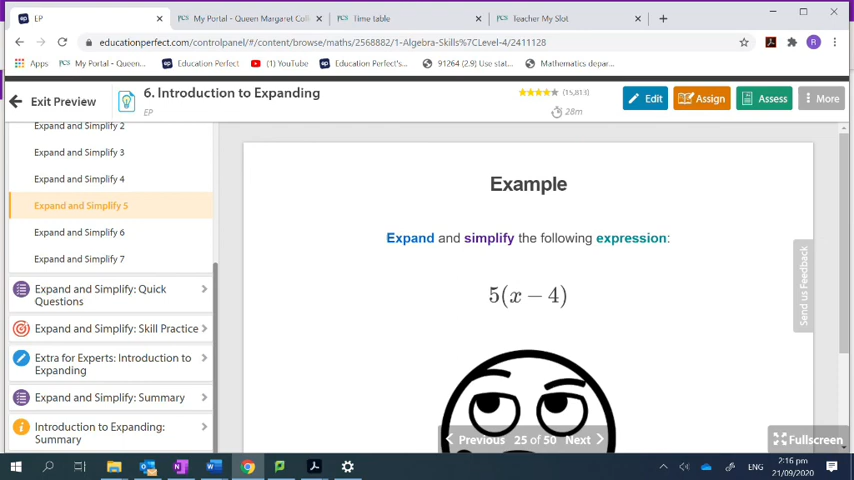 EP
My Portal - Queen Margaret Coll
Time table
Teacher My Slot
educationperfect.com/controlpanel/#/content/browse/maths/2568882/1-Algebra-Skills%7CLevel-4/2411128
Apps
My Portal - Queen...
Education Perfect
(1) YouTube
Education Perfect's...
91264 (2.9) Use stat...
Mathematics depar...
Exit Preview
6. Introduction to Expanding
EP
(15,813)
28m
Edit
Assign
Assess
More
Expand and Simplify 2
Expand and Simplify 3
Expand and Simplify 4
Expand and Simplify 5
Expand and Simplify 6
Expand and Simplify 7
Expand and Simplify: Quick
Questions
Expand and Simplify: Skill Practice
Extra for Experts: Introduction to
Expanding
Expand and Simplify: Summary
Introduction to Expanding:
Summary
Example
Expand and simplify the following expression:
5(x − 4)
Send us Feedback
Previous 25 of 50 Next
Fullscreen
ENG
2:16 pm
21/09/2020